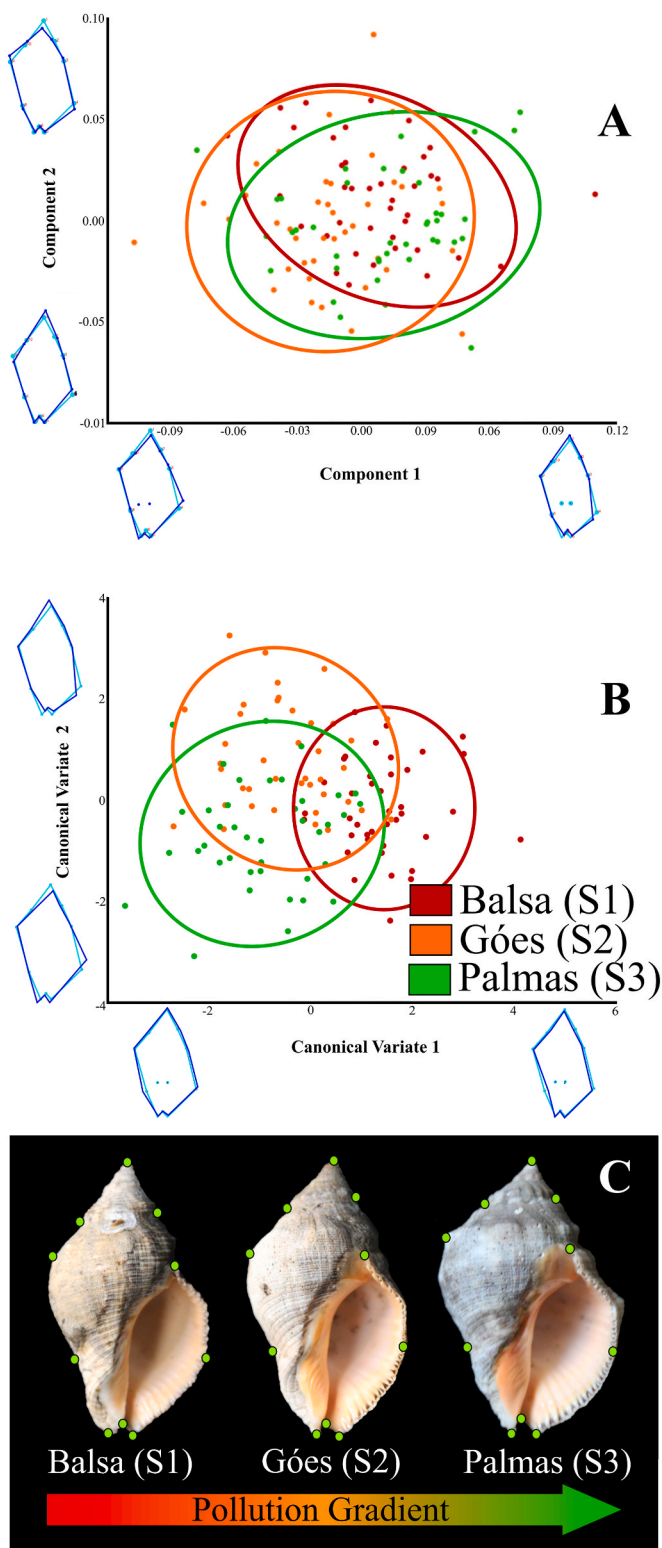 0.10
A
0.05
Component 2
0.00
-0.05
-0.01
-0.09
-0.06
-0.03
0.00
0.09
0.06
0.09
0.12
Component 1
4
B
2
Canonical Variate 2
0
-2
Balsa (S1)
Góes (S2)
Palmas (S3)
-4
-2
0
2
4
6
Canonical Variate 1
C
Balsa (S1)
Góes (S2)
Palmas (S3)
Pollution Gradient